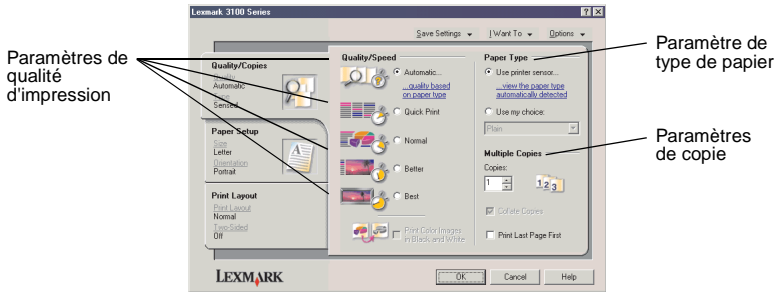 Lexmark 3100 Series
Save Settings
I Want To
Options
Paramètres de
qualité
d'impression
Quality/Copies
Quality
Automatic
Type
Sensed
Paper Setup
Size
Letter
Orientation
Portrait
Print Layout
Print Layout
Normal
Two-Sided
Off
Quality/Speed
Automatic...
...quality based
on paper type
Quick Print
Normal
Better
Best
Print Color Images
in Black and White
Paper Type
Use printer sensor...
...view the paper type
automatically detected
Use my choice:
Plain
Multiple Copies
Copies:
1
1 2 3
Collate Copies
Print Last Page First
Paramètre de
type de papier
Paramètres
de copie
LEXMARK
OK
Cancel
Help